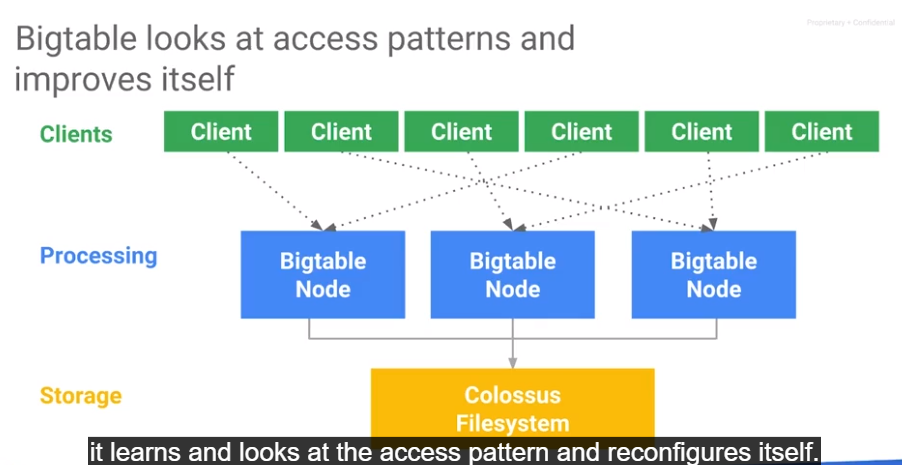 Proprietary + Confidential
Bigtable looks at access patterns and
improves itself
Clients
Client
Client
Client
Client
Client
Client
Processing
Bigtable
Node
Bigtable
Node
Bigtable
Node
Storage
Colossus
Filesystem
it learns and looks at the access pattern and reconfigures itself.